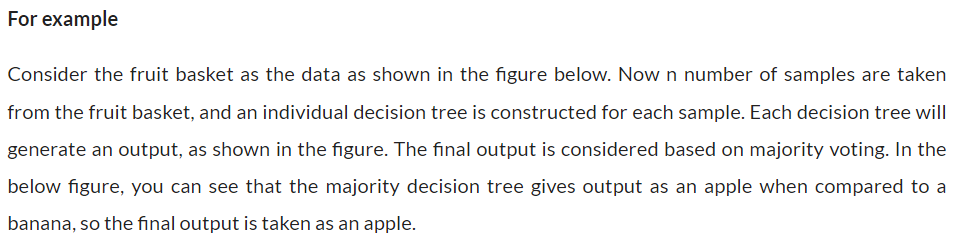 For example
Consider the fruit basket as the data as shown in the figure below. Now n number of samples are taken
from the fruit basket, and an individual decision tree is constructed for each sample. Each decision tree will
generate an output, as shown in the figure. The final output is considered based on majority voting. In the
below figure, you can see that the majority decision tree gives output as an apple when compared to a
banana, so the final output is taken as an apple.